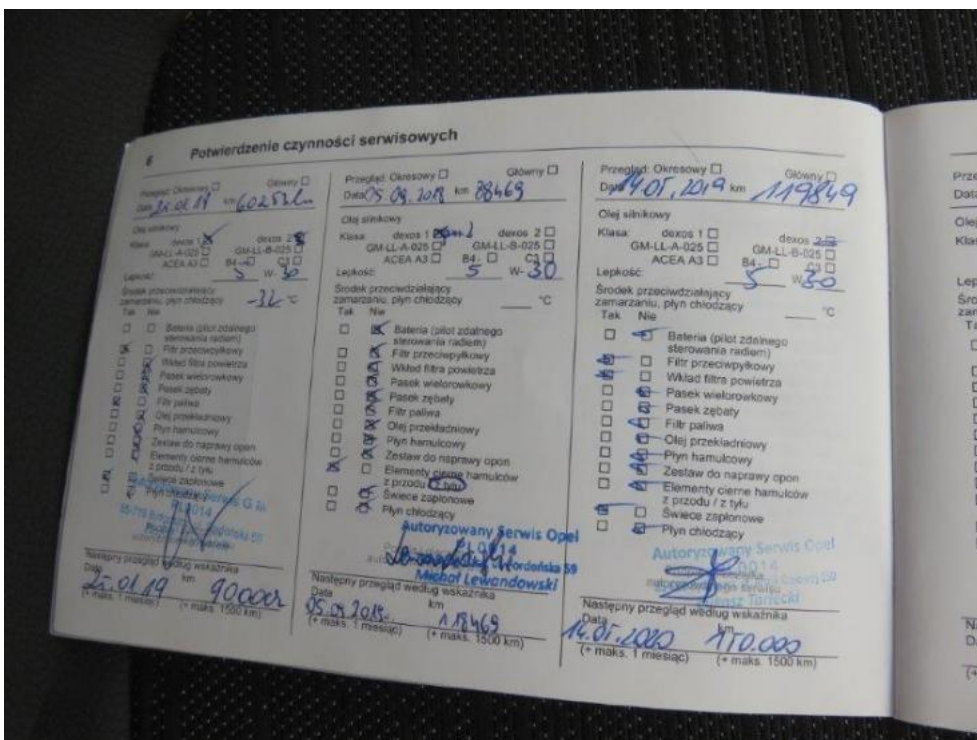 6 Potwierdzenie czynności serwisowych
Przegląd: Okresowy □ Główny □
Data km 60253km
Olej silnikowy
Klasa: dexos 1 dexos 2
GM-LL-A-025 □ GM-LL-B-025 □
ACEA A3 □ B4 - C3 □
Lepkość: 5 W- 30
Środek przeciwdziałający
zamarzaniu, płyn chłodzący -32 °C
Tak Nie
Bateria (pilot zdalnego
sterowania radiem)
Filtr przeciwpyłkowy
Wkład filtra powietrza
Pasek wielorowkowy
Pasek zębaty
Filtr paliwa
Olej przekładniowy
Płyn hamulcowy
Zestaw do naprawy opon
Elementy cierne hamulców
z przodu / z tyłu
Świece zapłonowe
Płyn chłodzący
Następny przegląd według wskaźnika
Data km
01 19 90000
(+ maks. 1 miesiąc) (+ maks. 1500 km)
Przegląd: Okresowy □ Główny □
Data 05.09.2018 km 88469
Olej silnikowy
Klasa dexos 1 dexos 2 □
GM-LL-A-025 □ GM-LL-B-025 □
ACEA A3 □ B4 - □ C3 □
Lepkość: 5 W- 30
Środek przeciwdziałający
zamarzaniu, płyn chłodzący °C
Tak Nie
Bateria (pilot zdalnego
sterowania radiem)
Filtr przeciwpyłkowy
Wkład filtra powietrza
Pasek wielorowkowy
Pasek zębaty
Filtr paliwa
Olej przekładniowy
Płyn hamulcowy
Zestaw do naprawy opon
Elementy cierne hamulców
z przodu / z tyłu
Świece zapłonowe
Płyn chłodzący
Autoryzowany Serwis Opel
PL0014
Michał Lewandowski
Następny przegląd według wskaźnika
Data km
05.09.2019 118469
(+ maks. 1 miesiąc) (+ maks. 1500 km)
Przegląd: Okresowy □ Główny □
Data 14.05.2019 km 119849
Olej silnikowy
Klasa: dexos 1 □ dexos 2
GM-LL-A-025 □ GM-LL-B-025 □
ACEA A3 □ B4 - □ C3 □
Lepkość: 5 W- 30
Środek przeciwdziałający
zamarzaniu, płyn chłodzący °C
Tak Nie
Bateria (pilot zdalnego
sterowania radiem)
Filtr przeciwpyłkowy
Wkład filtra powietrza
Pasek wielorowkowy
Pasek zębaty
Filtr paliwa
Olej przekładniowy
Płyn hamulcowy
Zestaw do naprawy opon
Elementy cierne hamulców
z przodu / z tyłu
Świece zapłonowe
Płyn chłodzący
Autoryzowany Serwis Opel
Następny przegląd według wskaźnika
Data km
14.05.2020 150.000
(+ maks. 1 miesiąc) (+ maks. 1500 km)